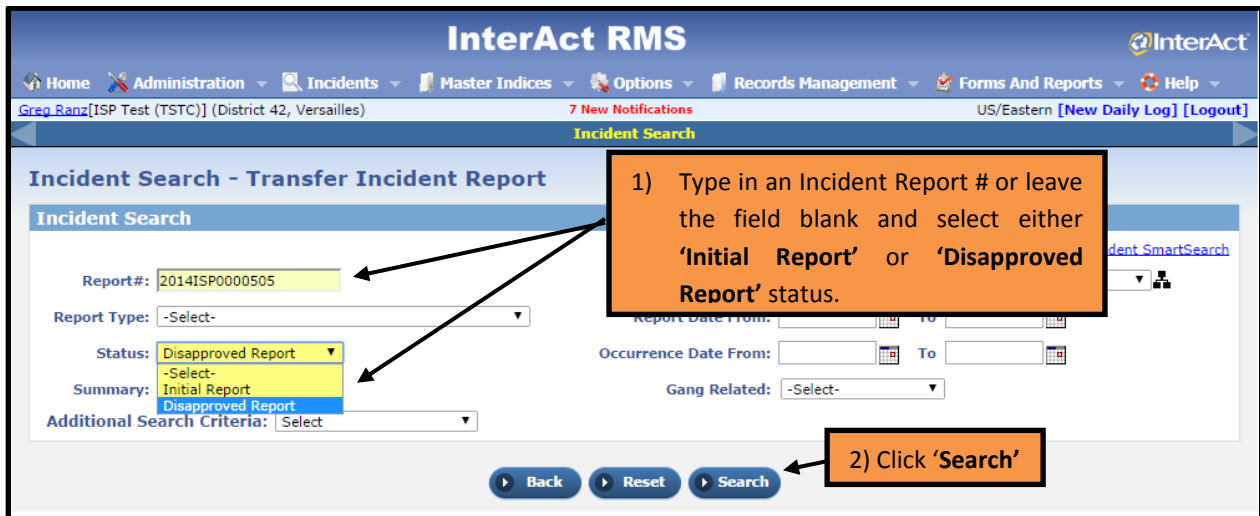 InterAct RMS
InterAct
Home Administration Incidents Master Indices Options Records Management Forms And Reports Help
Greg Ranz[ISP Test (TSTC)] (District 42, Versailles) 7 New Notifications US/Eastern [New Daily Log] [Logout]
Incident Search
Incident Search - Transfer Incident Report
1) Type in an Incident Report # or leave
the field blank and select either
'Initial Report' or 'Disapproved
Report' status.
Incident Search
dent SmartSearch
Report#: 2014ISP0000505
Report Type: -Select- Report Date From: To
Status: Disapproved Report Occurrence Date From: To
-Select-
Summary: Initial Report Gang Related: -Select-
Disapproved Report
Additional Search Criteria: Select
2) Click 'Search'
Back Reset Search